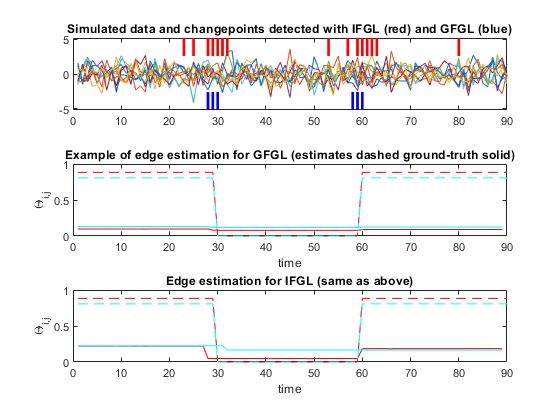 Simulated data and changepoints detected with IFGL (red) and GFGL (blue)
5
0
-5
0 10 20 30 40 50 60 70 80 90
Example of edge estimation for GFGL (estimates dashed ground-truth solid)
1
0.5
0
Θi,j
0 10 20 30 40 50 60 70 80 90
time
Edge estimation for IFGL (same as above)
1
0.5
0
Θi,j
0 10 20 30 40 50 60 70 80 90
time